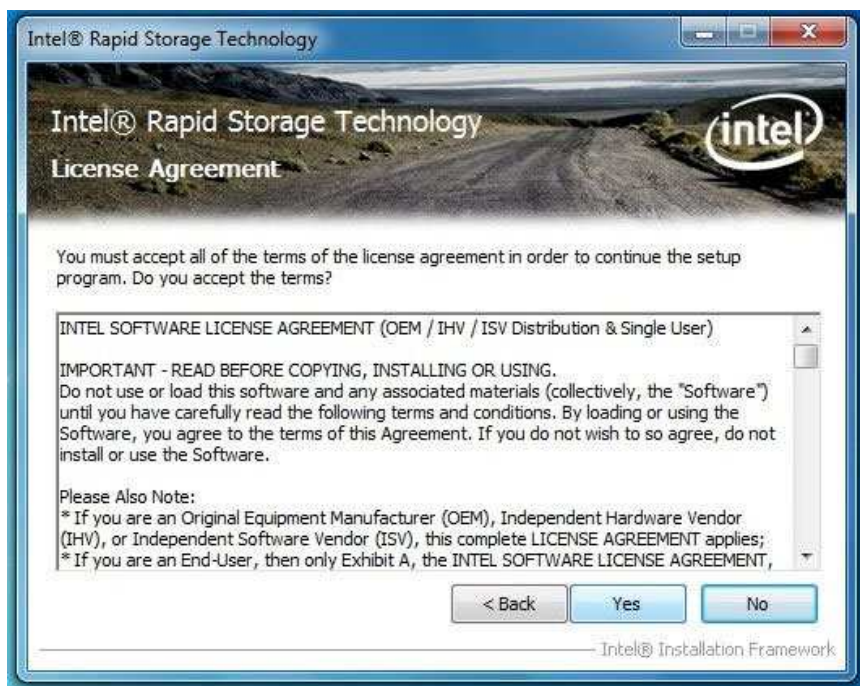 Intel® Rapid Storage Technology
Intel® Rapid Storage Technology
intel
License Agreement
You must accept all of the terms of the license agreement in order to continue the setup
program. Do you accept the terms?
INTEL SOFTWARE LICENSE AGREEMENT (OEM / IHV / ISV Distribution & Single User)
IMPORTANT - READ BEFORE COPYING, INSTALLING OR USING.
Do not use or load this software and any associated materials (collectively, the "Software")
until you have carefully read the following terms and conditions. By loading or using the
Software, you agree to the terms of this Agreement. If you do not wish to so agree, do not
install or use the Software.
Please Also Note:
* If you are an Original Equipment Manufacturer (OEM), Independent Hardware Vendor
(IHV), or Independent Software Vendor (ISV), this complete LICENSE AGREEMENT applies;
* If you are an End-User, then only Exhibit A, the INTEL SOFTWARE LICENSE AGREEMENT,
< Back Yes No
Intel® Installation Framework